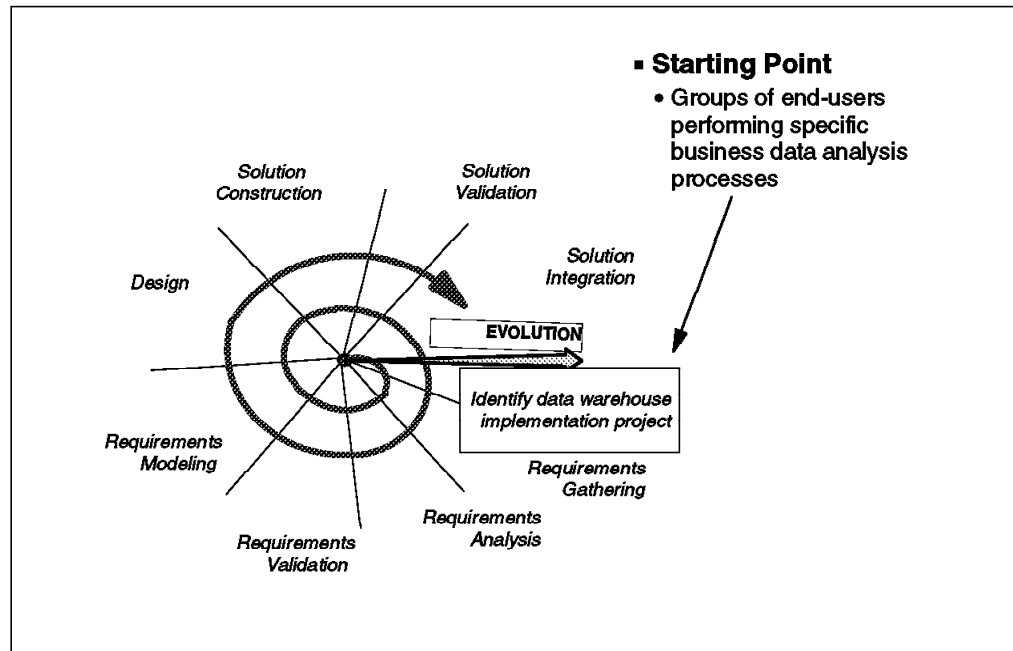 ▪ Starting Point
• Groups of end-users
performing specific
business data analysis
processes
Solution
Construction
Solution
Validation
Solution
Integration
Design
EVOLUTION
Identify data warehouse
implementation project
Requirements
Gathering
Requirements
Modeling
Requirements
Analysis
Requirements
Validation